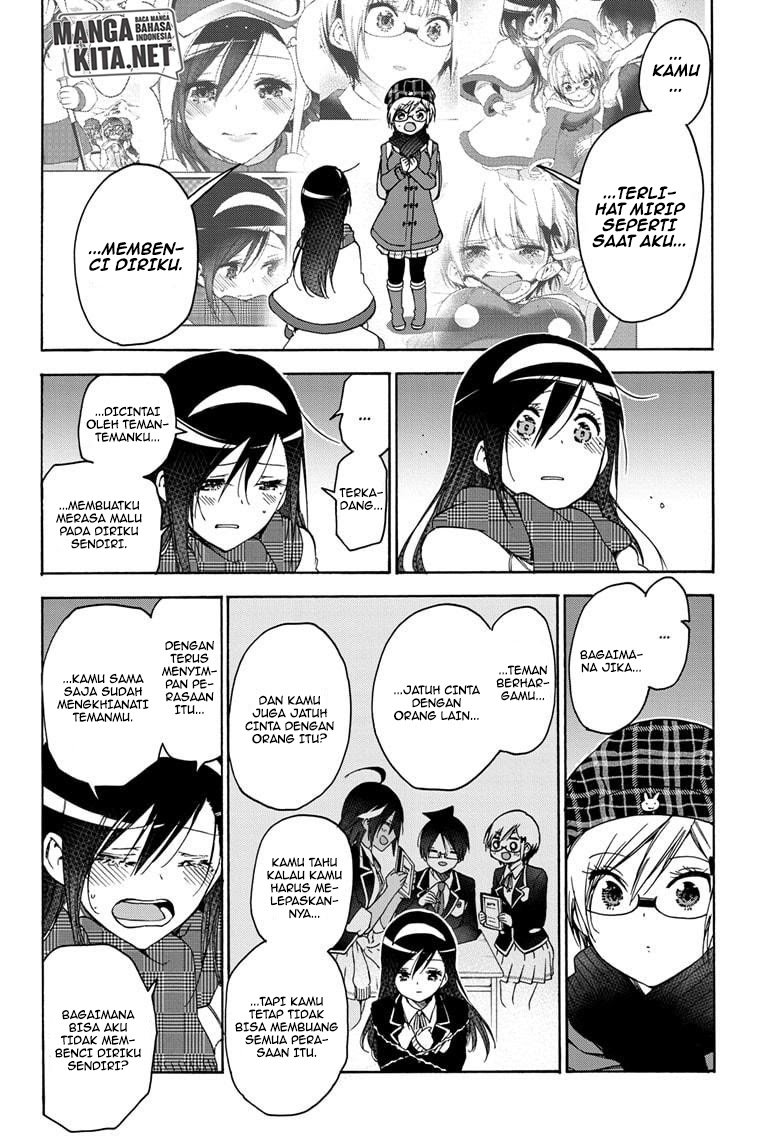 MANGA
KITA.NET
BACA MANGA
BAHASA
INDONESIA
...
KAMU
...
...TERLI-
HAT MIRIP
SEPERTI
SAAT AKU...
...MEMBEN-
CI DIRIKU.
...
TERKA-
DANG...
...DICINTAI
OLEH TEMAN-
TEMANKU...
...MEMBUATKU
MERASA MALU
PADA DIRIKU
SENDIRI.
...
BAGAIMA-
NA JIKA...
...TEMAN
BERHAR-
GAMU...
...JATUH CINTA
DENGAN
ORANG LAIN...
DAN KAMU
JUGA JATUH
CINTA DENGAN
ORANG ITU?
KAMU TAHU
KALAU KAMU
HARUS ME-
LEPASKAN-
NYA...
...TAPI KAMU
TETAP TIDAK
BISA MEMBUANG
SEMUA PERA-
SAAN ITU.
DENGAN
TERUS
MENYIM-
PAN PE-
RASAAN
ITU...
...KAMU SAMA
SAJA SUDAH
MENGKHIANATI
TEMANMU.
BAGAIMANA
BISA AKU
TIDAK MEM-
BENCI DIRIKU
SENDIRI?